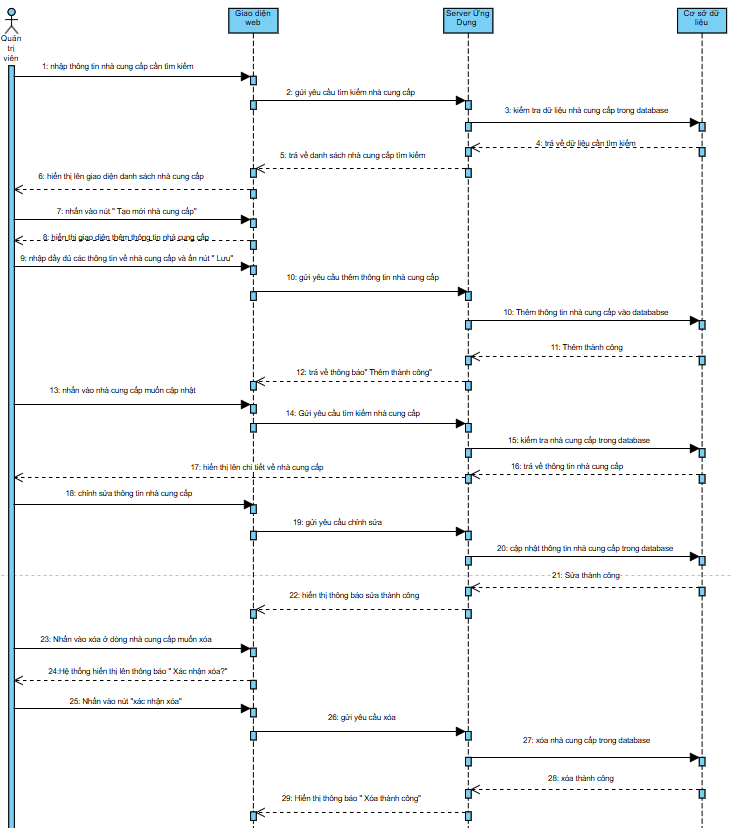 Quản
trị
viên
Giao diện
web
Server Ứng
Dụng
Cơ sở dữ
liệu
1: nhập thông tin nhà cung cấp cần tìm kiếm
2: gửi yêu cầu tìm kiếm nhà cung cấp
3: kiểm tra dữ liệu nhà cung cấp trong database
4: trả về dữ liệu cần tìm kiếm
5: trả về danh sách nhà cung cấp tìm kiếm
6: hiển thị lên giao diện danh sách nhà cung cấp
7: nhấn vào nút " Tạo mới nhà cung cấp"
8: hiển thị giao diện thêm thông tin nhà cung cấp
9: nhập đầy đủ các thông tin về nhà cung cấp và ấn nút " Lưu"
10: gửi yêu cầu thêm thông tin nhà cung cấp
10: Thêm thông tin nhà cung cấp vào datababse
11: Thêm thành công
12: trả về thông báo" Thêm thành công"
13: nhấn vào nhà cung cấp muốn cập nhật
14: Gửi yêu cầu tìm kiếm nhà cung cấp
15: kiểm tra nhà cung cấp trong database
16: trả về thông tin nhà cung cấp
17: hiển thị lên chi tiết về nhà cung cấp
18: chỉnh sửa thông tin nhà cung cấp
19: gửi yêu cầu chỉnh sửa
20: cập nhật thông tin nhà cung cấp trong database
21: Sửa thành công
22: hiển thị thông báo sửa thành công
23: Nhấn vào xóa ở dòng nhà cung cấp muốn xóa
24:Hệ thống hiển thị lên thông báo " Xác nhận xóa?"
25: Nhấn vào nút "xác nhận xóa"
26: gửi yêu cầu xóa
27: xóa nhà cung cấp trong database
28: xóa thành công
29: Hiển thị thông báo " Xóa thành công"